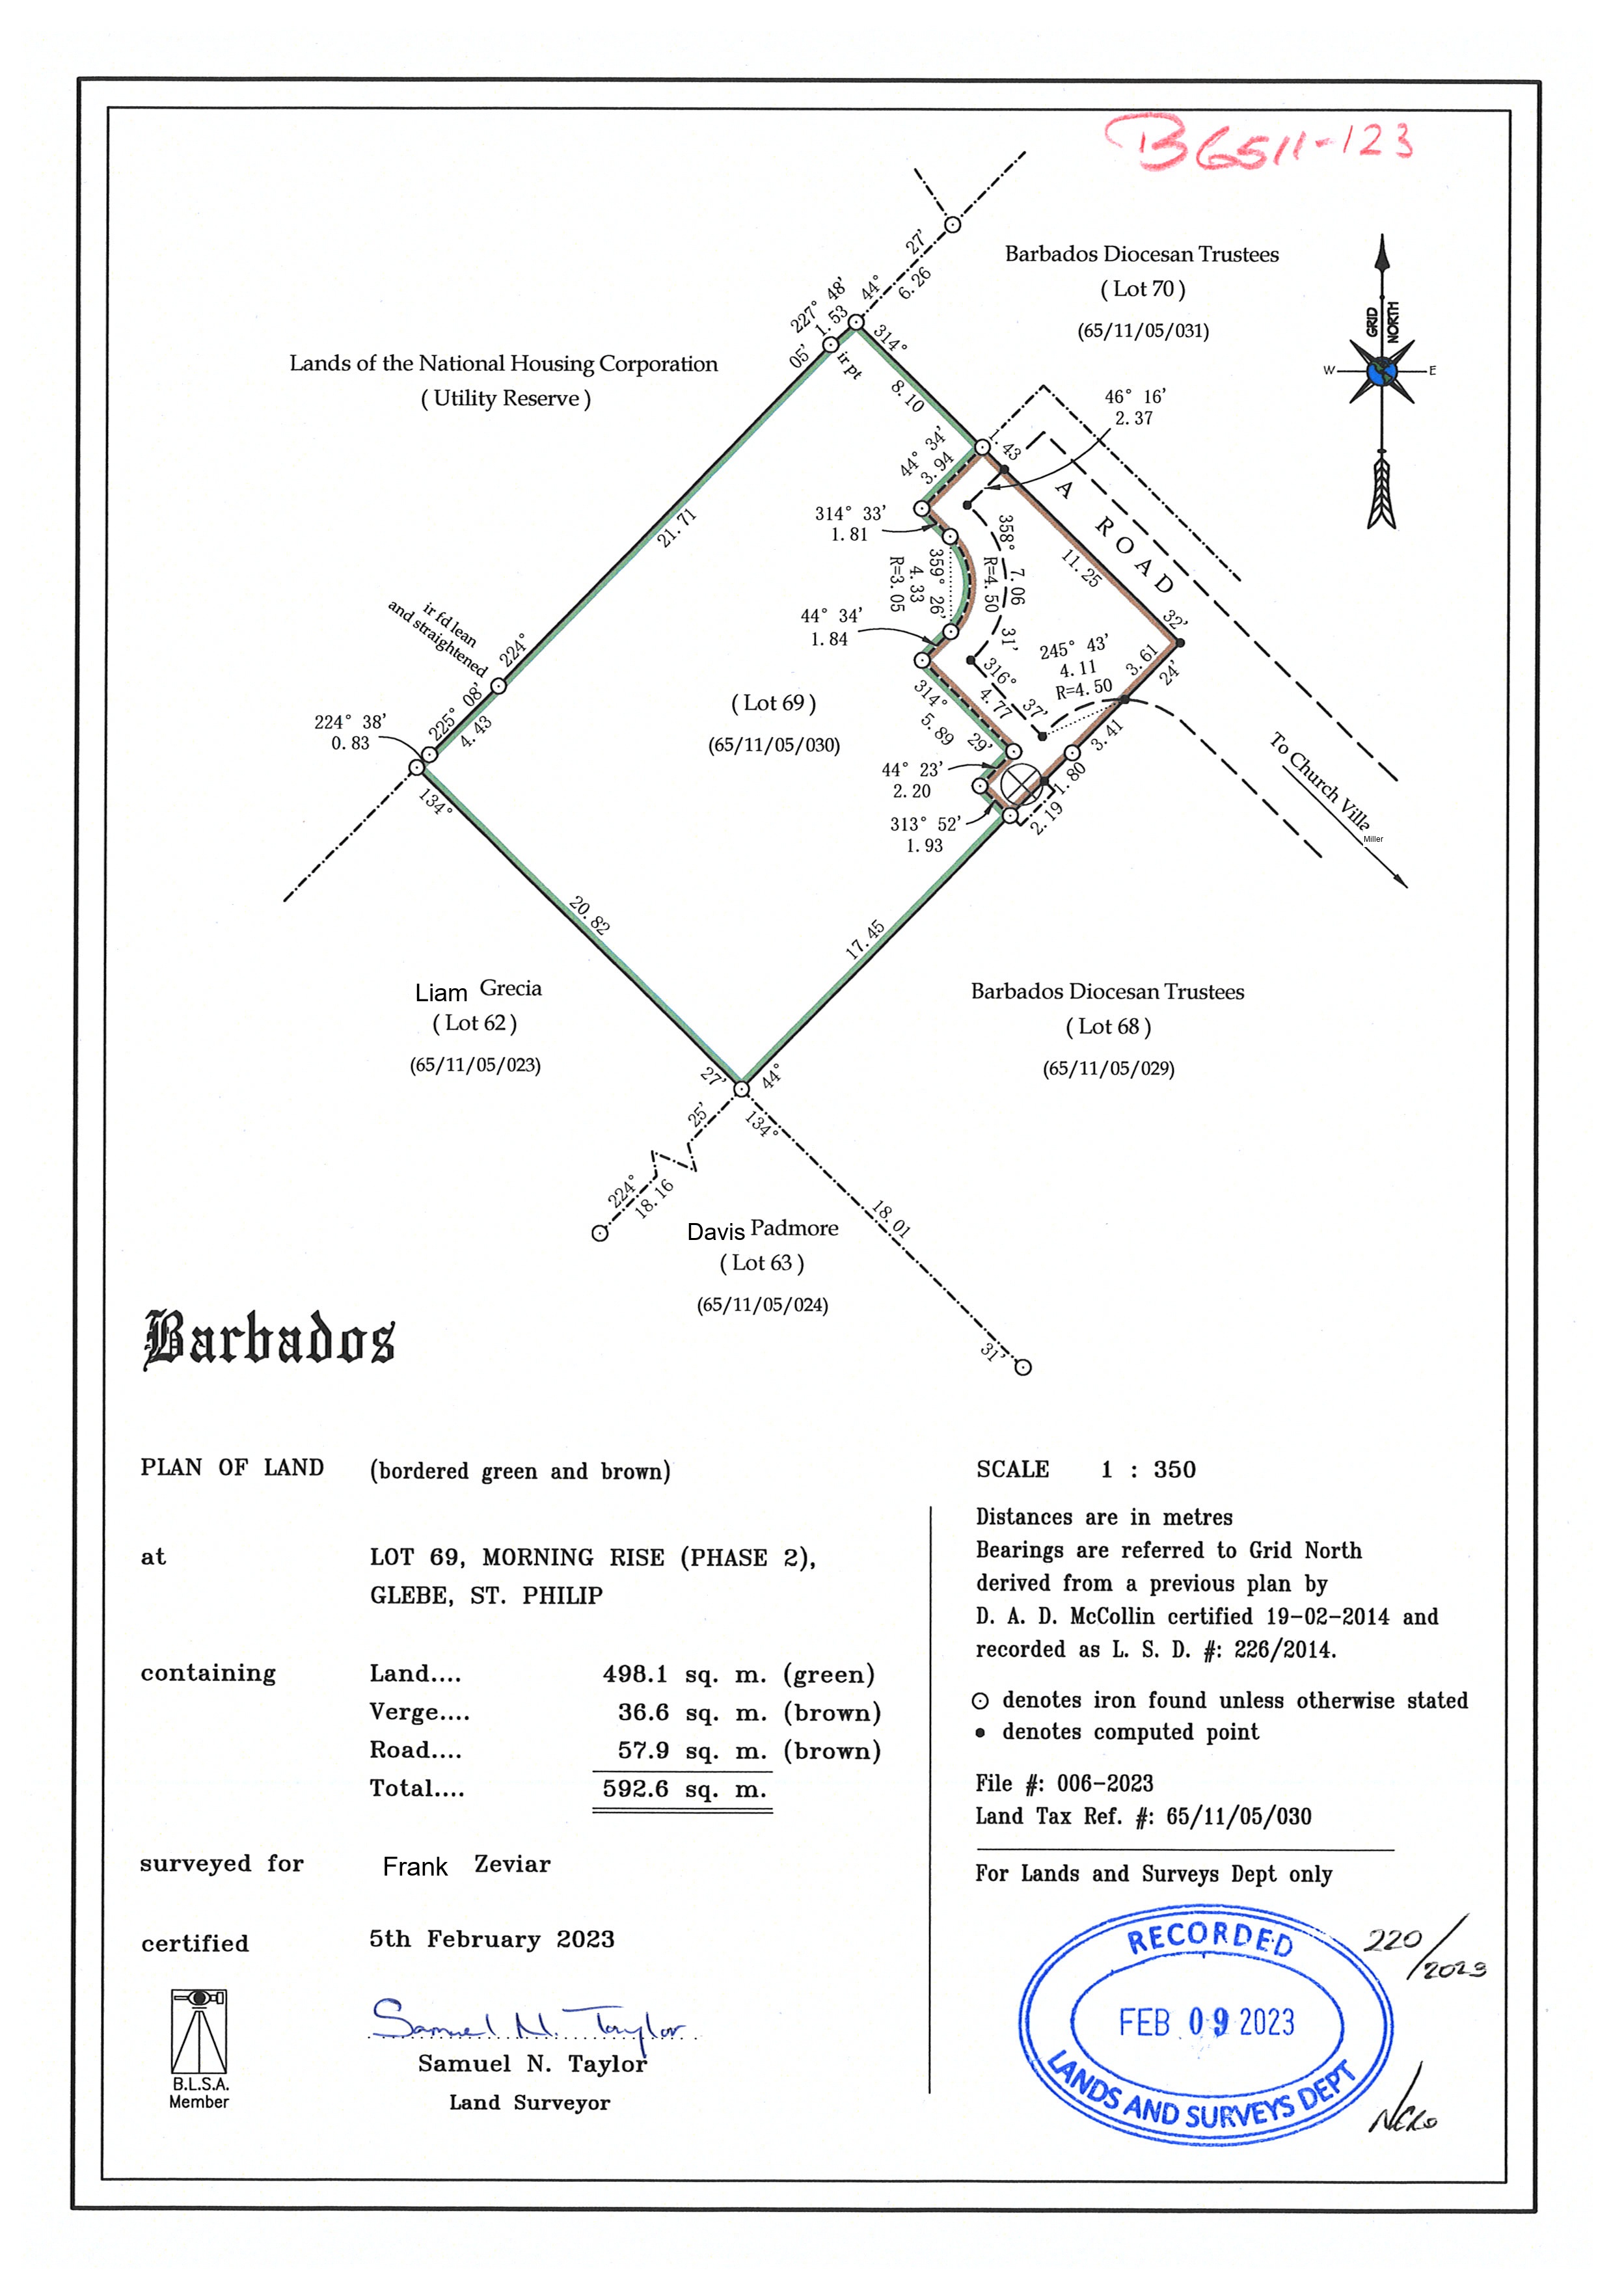 B6511-123
27'
6.26
44°
Barbados Diocesan Trustees
( Lot 70 )
(65/11/05/031)
GRID
NORTH
W
E
227° 48'
1.53
05'
ir pt
314°
8.10
Lands of the National Housing Corporation
( Utility Reserve )
46° 16'
2.37
1.43
44° 34'
3.94
A ROAD
21.71
314° 33'
1.81
358°
7.06
31'
R=4.50
359° 26'
4.33
R=3.05
11.25
32'
ir fd lean
and straightened
224°
44° 34'
1.84
245° 43'
4.11
R=4.50
3.61
24'
316°
4.77
37'
314°
5.89
29'
( Lot 69 )
(65/11/05/030)
224° 38'
0.83
225° 08'
4.43
3.41
To Church Villa
Miller
44° 23'
2.20
1.80
2.19
313° 52'
1.93
134°
20.82
17.45
Liam Grecia
( Lot 62 )
(65/11/05/023)
Barbados Diocesan Trustees
( Lot 68 )
(65/11/05/029)
27'
44°
25'
134°
224°
18.16
18.01
31'
Davis Padmore
( Lot 63 )
(65/11/05/024)
Barbados
PLAN OF LAND (bordered green and brown)
at LOT 69, MORNING RISE (PHASE 2),
GLEBE, ST. PHILIP
containing Land.... 498.1 sq. m. (green)
Verge.... 36.6 sq. m. (brown)
Road.... 57.9 sq. m. (brown)
Total.... 592.6 sq. m.
surveyed for Frank Zeviar
certified 5th February 2023
Samuel N. Taylor
Samuel N. Taylor
Land Surveyor
B.L.S.A.
Member
SCALE 1 : 350
Distances are in metres
Bearings are referred to Grid North
derived from a previous plan by
D. A. D. McCollin certified 19-02-2014 and
recorded as L. S. D. #: 226/2014.
⊙ denotes iron found unless otherwise stated
• denotes computed point
File #: 006-2023
Land Tax Ref. #: 65/11/05/030
For Lands and Surveys Dept only
RECORDED
FEB 09 2023
LANDS AND SURVEYS DEPT
220/2023